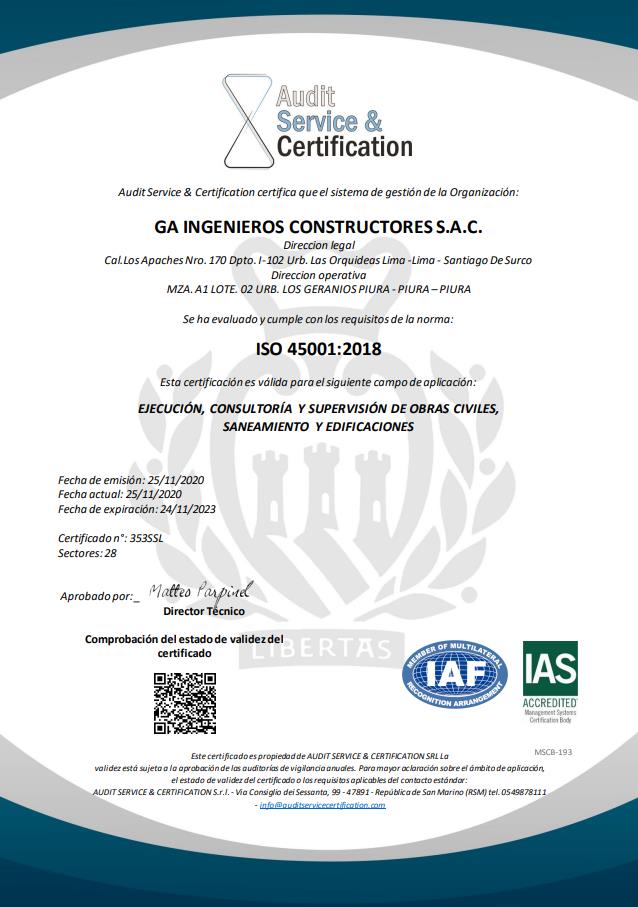 Audit
Service &
Certification
Audit Service & Certification certifica que el sistema de gestión de la Organización:
GA INGENIEROS CONSTRUCTORES S.A.C.
Direccion legal
Cal.Los Apaches Nro. 170 Dpto. I-102 Urb. Las Orquideas Lima -Lima - Santiago De Surco
Direccion operativa
MZA. A1 LOTE. 02 URB. LOS GERANIOS PIURA - PIURA – PIURA
Se ha evaluado y cumple con los requisitos de la norma:
ISO 45001:2018
Esta certificación es válida para el siguiente campo de aplicación:
EJECUCIÓN, CONSULTORÍA Y SUPERVISIÓN DE OBRAS CIVILES,
SANEAMIENTO Y EDIFICACIONES
Fecha de emisión: 25/11/2020
Fecha actual: 25/11/2020
Fecha de expiración: 24/11/2023
Certificado n°: 353SSL
Sectores: 28
Aprobado por:_ Matteo Parpinel
Director Técnico
LIBERTAS
Comprobación del estado de validez del
certificado
MEMBER OF MULTILATERAL
IAF
RECOGNITION ARRANGEMENT
IAS
ACCREDITED
Management Systems
Certification Body
MSCB-193
Este certificado es propiedad de AUDIT SERVICE & CERTIFICATION SRL La
validez está sujeta a la aprobación de las auditorías de vigilancia anuales. Para mayor aclaración sobre el ámbito de aplicación,
el estado de validez del certificado o los requisitos aplicables del contacto estándar:
AUDIT SERVICE & CERTIFICATION S.r.l. - Via Consiglio dei Sessanta, 99 - 47891 - República de San Marino (RSM) tel. 0549878111
- info@auditservicecertification.com